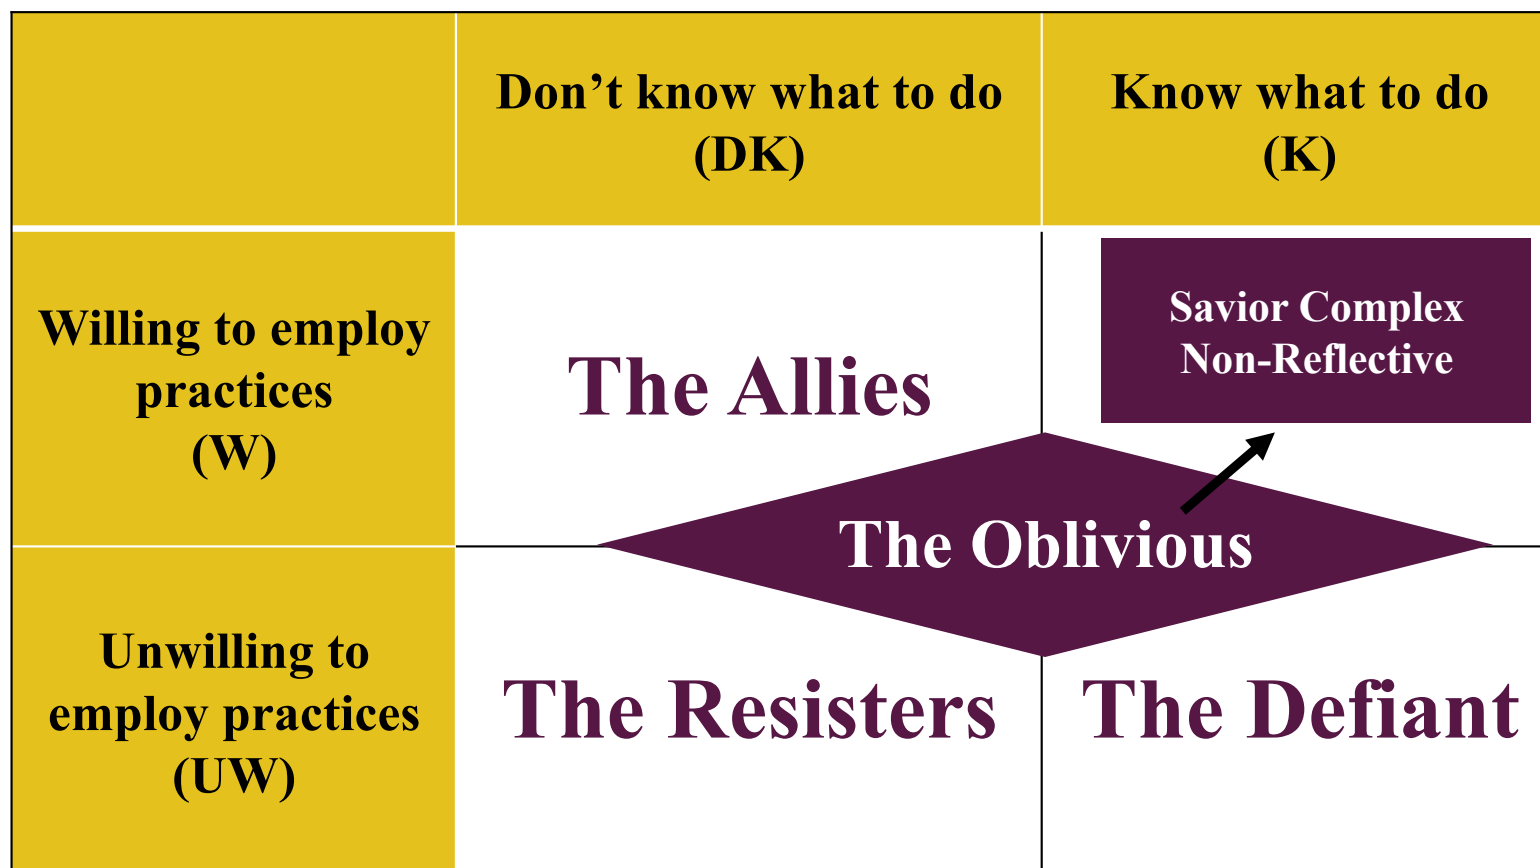 Don’t know what to do
(DK)
Know what to do
(K)
Willing to employ
practices
(W)
The Allies
Savior Complex
Non-Reflective
The Oblivious
Unwilling to
employ practices
(UW)
The Resisters
The Defiant